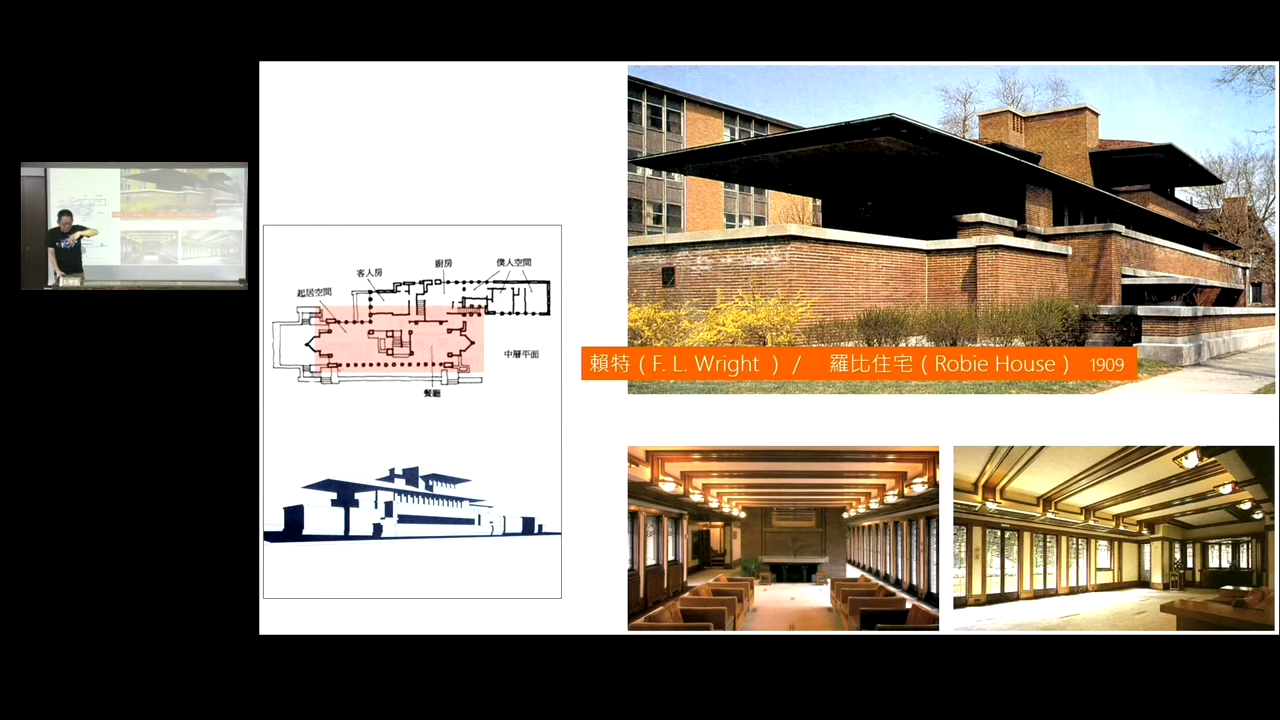 廚房
僕人空間
客人房
起居空間
中層平面
餐廳
賴特（F. L. Wright ） / 羅比住宅（Robie House） 1909